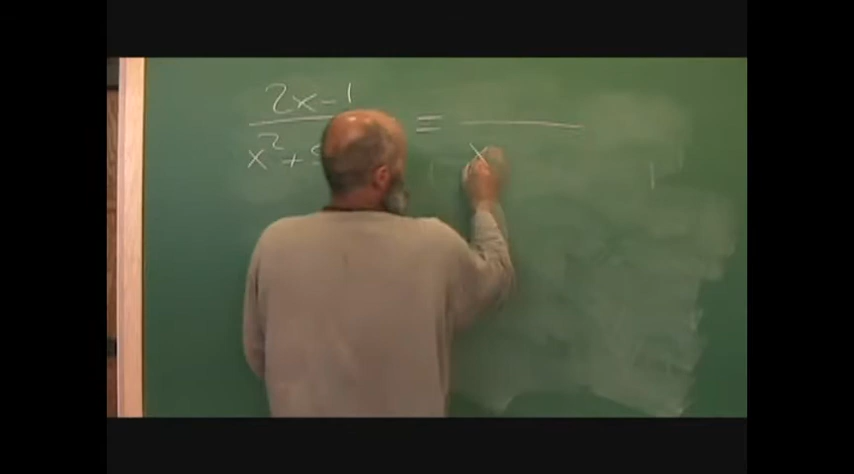 2x-1 =
x² + 
x